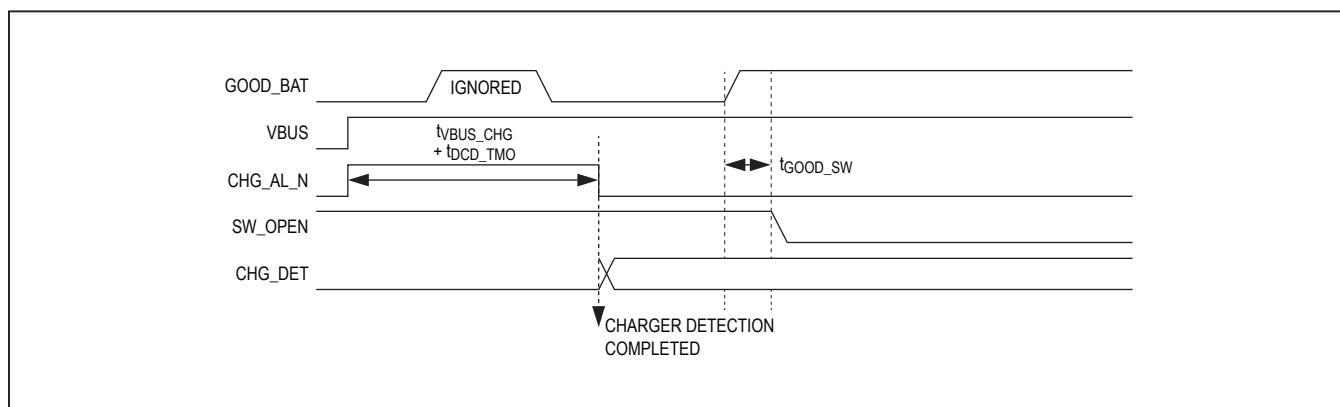 GOOD_BAT
IGNORED
VBUS
tVBUS_CHG
+ tDCD_TMO
CHG_AL_N
tGOOD_SW
SW_OPEN
CHG_DET
CHARGER DETECTION
COMPLETED